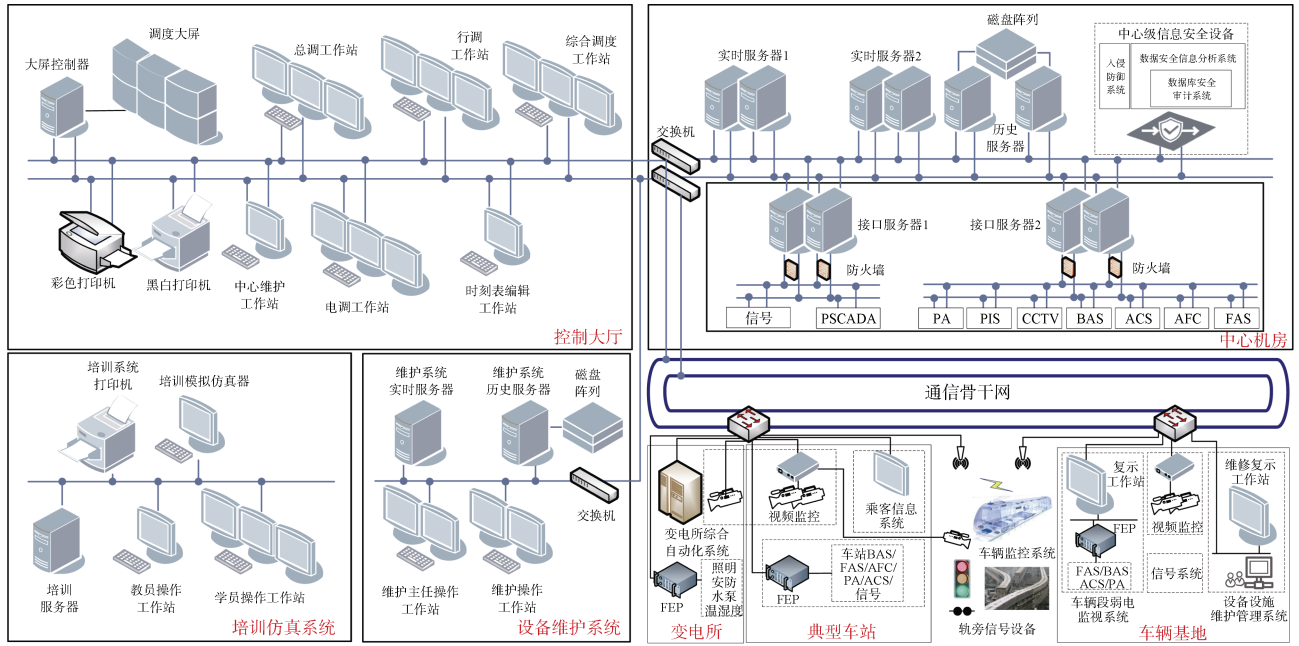 调度大屏
大屏控制器
总调工作站
行调
工作站
综合调度
工作站
彩色打印机
黑白打印机
中心维护
工作站
电调工作站
时刻表编辑
工作站
控制大厅
交换机
实时服务器1
实时服务器2
磁盘阵列
历史
服务器
中心级信息安全设备
入侵
防御
系统
数据安全信息分析系统
数据库安全
审计系统
接口服务器1
接口服务器2
防火墙
防火墙
信号
PSCADA
PA
PIS
CCTV
BAS
ACS
AFC
FAS
中心机房
培训系统
打印机
培训模拟仿真器
培训
服务器
教员操作
工作站
学员操作工作站
培训仿真系统
维护系统
实时服务器
维护系统
历史服务器
磁盘
阵列
交换机
维护主任操作
工作站
维护操作
工作站
设备维护系统
通信骨干网
变电所综合
自动化系统
FEP
照明
安防
水泵
温湿度
变电所
视频监控
乘客信息
系统
FEP
车站BAS/
FAS/AFC/
PA/ACS/
信号
典型车站
车辆监控系统
轨旁信号设备
复示
工作站
FEP
FAS/BAS
ACS/PA
车辆段弱电
监视系统
视频监控
信号系统
维修复示
工作站
设备设施
维护管理系统
车辆基地